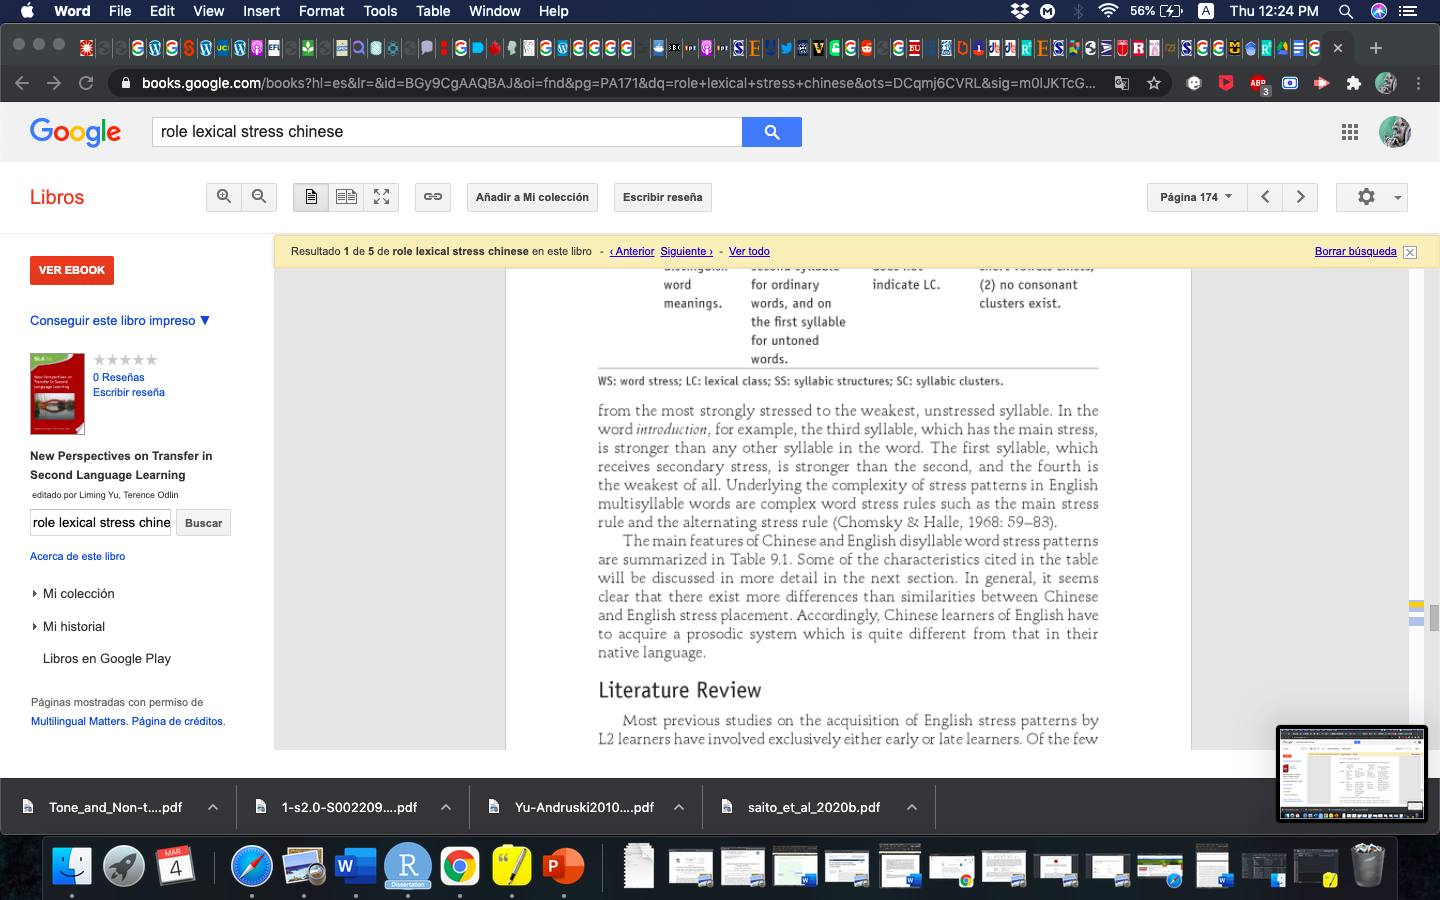 Word File Edit View Insert Format Tools Table Window Help 56% A Thu 12:24 PM
books.google.com/books?hl=es&lr=&id=BGy9CgAAQBAJ&oi=fnd&pg=PA171&dq=role+lexical+stress+chinese&ots=DCqmj6CVRL&sig=m0lJKTcG...
ABP
3
Google
role lexical stress chinese
Libros
Añadir a Mi colección
Escribir reseña
Página 174
Resultado 1 de 5 de role lexical stress chinese en este libro - ‹ Anterior Siguiente › - Ver todo
Borrar búsqueda
VER EBOOK
Conseguir este libro impreso ▼
0 Reseñas
Escribir reseña
New Perspectives on Transfer in
Second Language Learning
editado por Liming Yu, Terence Odlin
role lexical stress chine
Buscar
Acerca de este libro
Mi colección
Mi historial
Libros en Google Play
Páginas mostradas con permiso de
Multilingual Matters. Página de créditos.
distinguish second syllable does not short vowels exists;
word for ordinary indicate LC. (2) no consonant
meanings. words, and on clusters exist.
the first syllable
for untoned
words.
WS: word stress; LC: lexical class; SS: syllabic structures; SC: syllabic clusters.
from the most strongly stressed to the weakest, unstressed syllable. In the
word introduction, for example, the third syllable, which has the main stress,
is stronger than any other syllable in the word. The first syllable, which
receives secondary stress, is stronger than the second, and the fourth is
the weakest of all. Underlying the complexity of stress patterns in English
multisyllable words are complex word stress rules such as the main stress
rule and the alternating stress rule (Chomsky & Halle, 1968: 59–83).
The main features of Chinese and English disyllable word stress patterns
are summarized in Table 9.1. Some of the characteristics cited in the table
will be discussed in more detail in the next section. In general, it seems
clear that there exist more differences than similarities between Chinese
and English stress placement. Accordingly, Chinese learners of English have
to acquire a prosodic system which is quite different from that in their
native language.
Literature Review
Most previous studies on the acquisition of English stress patterns by
L2 learners have involved exclusively either early or late learners. Of the few
Tone_and_Non-t....pdf
1-s2.0-S002209....pdf
Yu-Andruski2010....pdf
saito_et_al_2020b.pdf
MAR
4
W
R
Dissertation
P